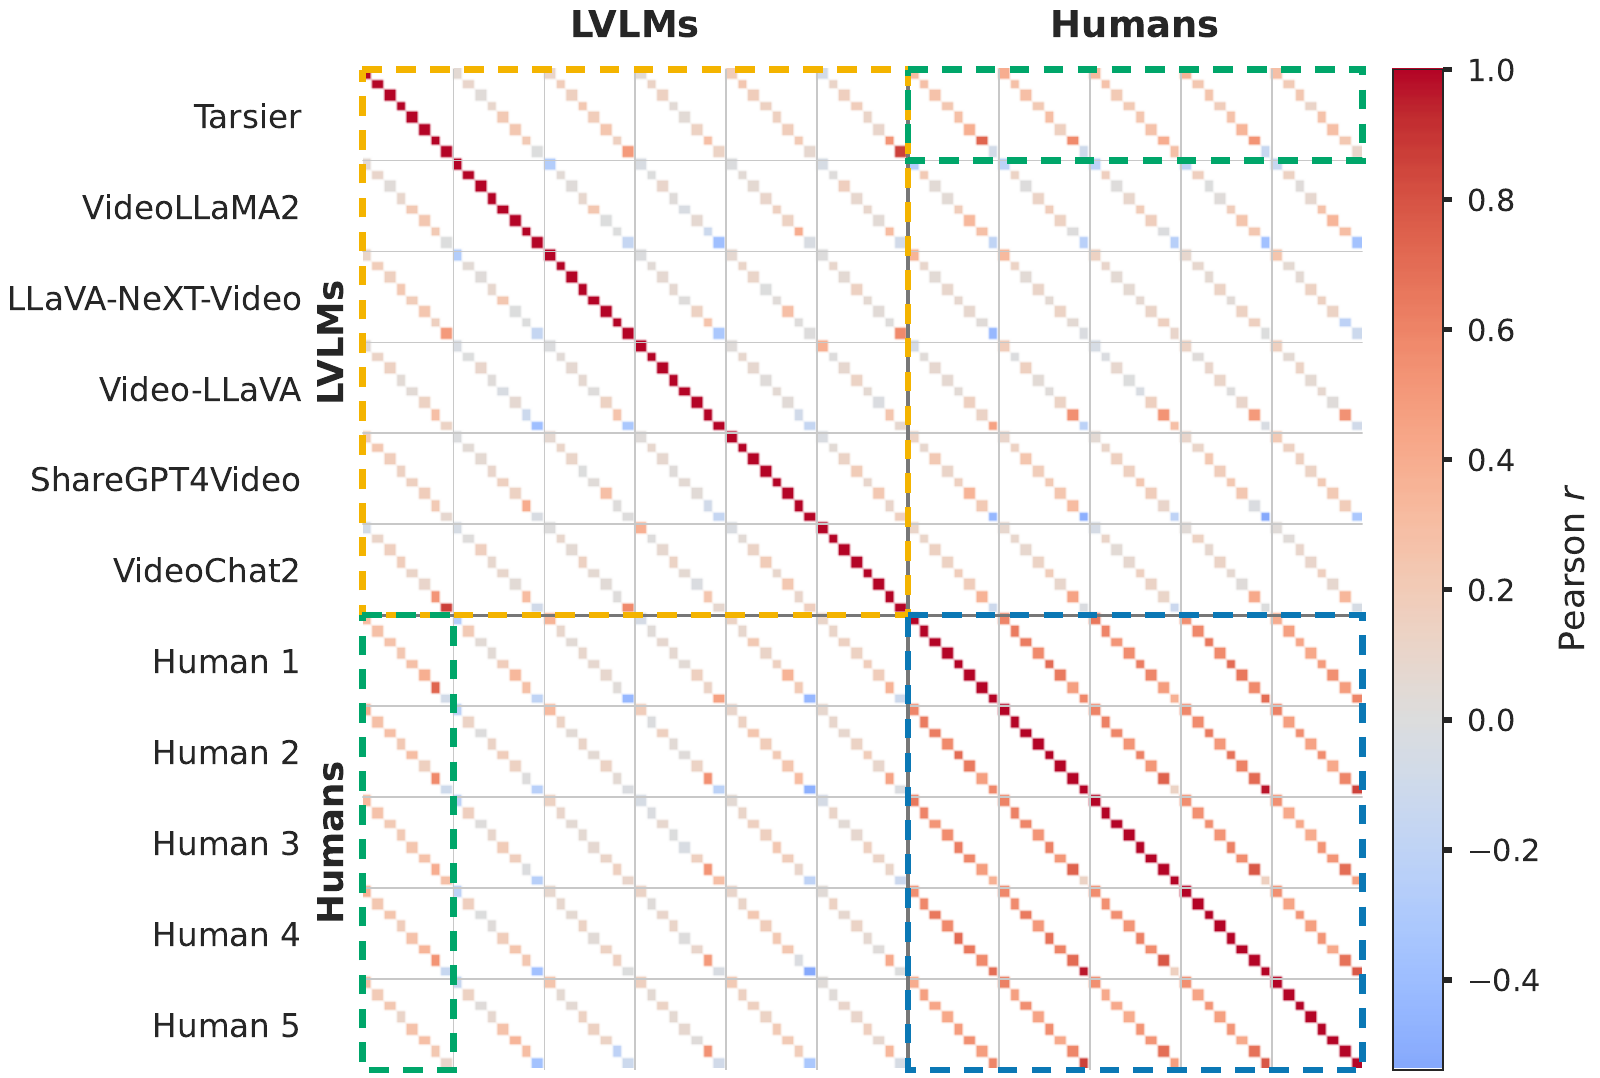 LVLMs
Humans
Tarsier
VideoLLaMA2
LLaVA-NeXT-Video
Video-LLaVA
ShareGPT4Video
VideoChat2
Human 1
Human 2
Human 3
Human 4
Human 5
LVLMs
Humans
1.0
0.8
0.6
0.4
0.2
0.0
−0.2
−0.4
Pearson r